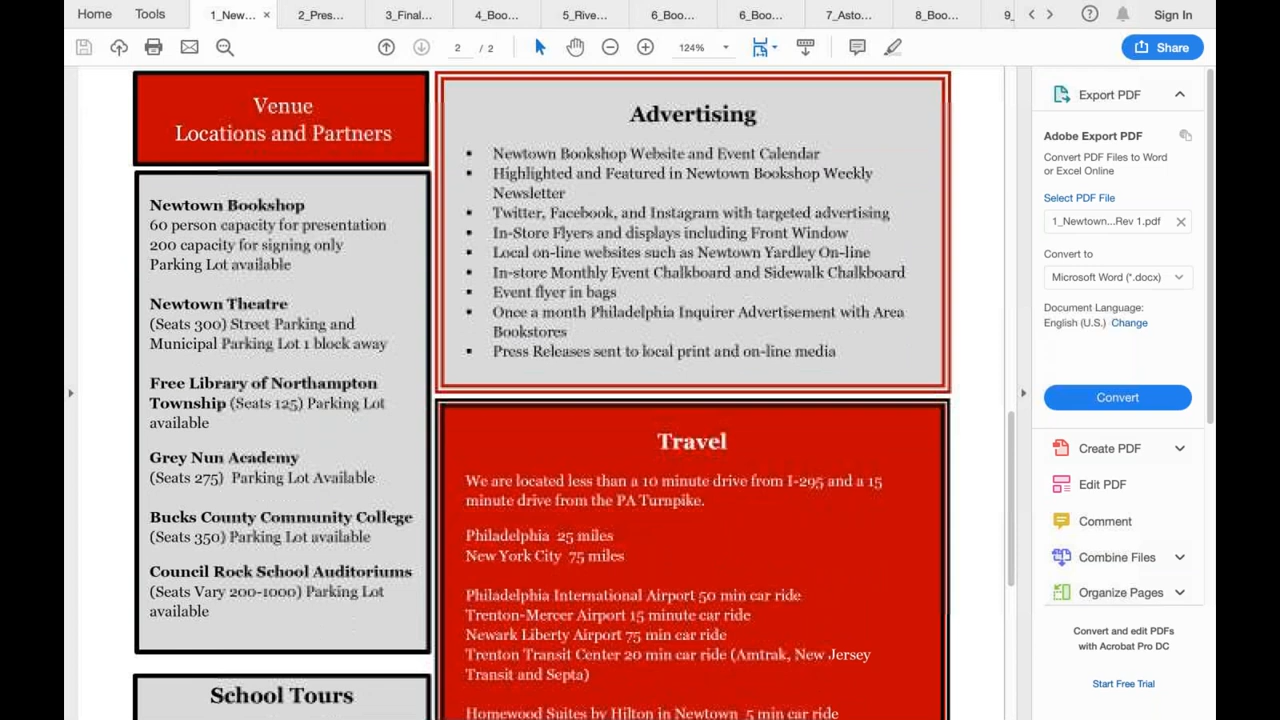 Home
Tools
1_New...
2_Pres...
3_Final...
4_Boo...
5_Rive...
6_Boo...
6_Boo...
7_Asto...
8_Boo...
9_
Sign In
2 / 2
124%
Share
Venue
Locations and Partners
Newtown Bookshop
60 person capacity for presentation
200 capacity for signing only
Parking Lot available
Newtown Theatre
(Seats 300) Street Parking and
Municipal Parking Lot 1 block away
Free Library of Northampton
Township (Seats 125) Parking Lot
available
Grey Nun Academy
(Seats 275) Parking Lot Available
Bucks County Community College
(Seats 350) Parking Lot available
Council Rock School Auditoriums
(Seats Vary 200-1000) Parking Lot
available
School Tours
Advertising
▪ Newtown Bookshop Website and Event Calendar
▪ Highlighted and Featured in Newtown Bookshop Weekly
Newsletter
▪ Twitter, Facebook, and Instagram with targeted advertising
▪ In-Store Flyers and displays including Front Window
▪ Local on-line websites such as Newtown Yardley On-line
▪ In-store Monthly Event Chalkboard and Sidewalk Chalkboard
▪ Event flyer in bags
▪ Once a month Philadelphia Inquirer Advertisement with Area
Bookstores
▪ Press Releases sent to local print and on-line media
Travel
We are located less than a 10 minute drive from I-295 and a 15
minute drive from the PA Turnpike.
Philadelphia 25 miles
New York City 75 miles
Philadelphia International Airport 50 min car ride
Trenton-Mercer Airport 15 minute car ride
Newark Liberty Airport 75 min car ride
Trenton Transit Center 20 min car ride (Amtrak, New Jersey
Transit and Septa)
Homewood Suites by Hilton in Newtown 5 min car ride
Export PDF
Adobe Export PDF
Convert PDF Files to Word
or Excel Online
Select PDF File
1_Newtown...Rev 1.pdf
Convert to
Microsoft Word (*.docx)
Document Language:
English (U.S.) Change
Convert
Create PDF
Edit PDF
Comment
Combine Files
Organize Pages
Convert and edit PDFs
with Acrobat Pro DC
Start Free Trial